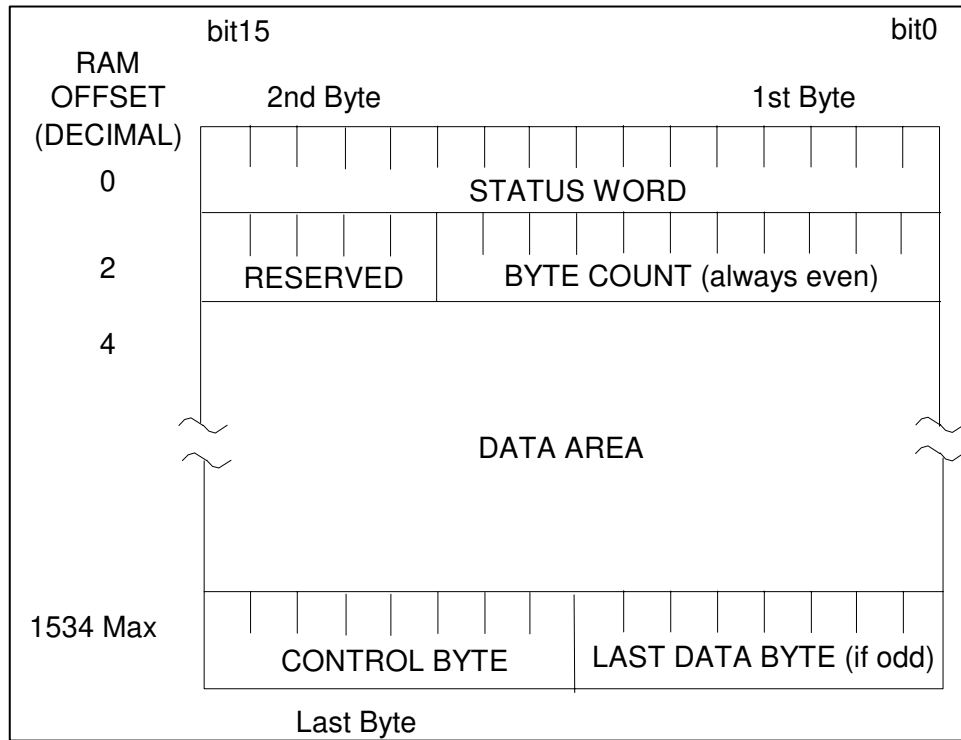 bit15 bit0
RAM
OFFSET
(DECIMAL)
2nd Byte 1st Byte
0 STATUS WORD
2 RESERVED BYTE COUNT (always even)
4
DATA AREA
1534 Max CONTROL BYTE LAST DATA BYTE (if odd)
Last Byte